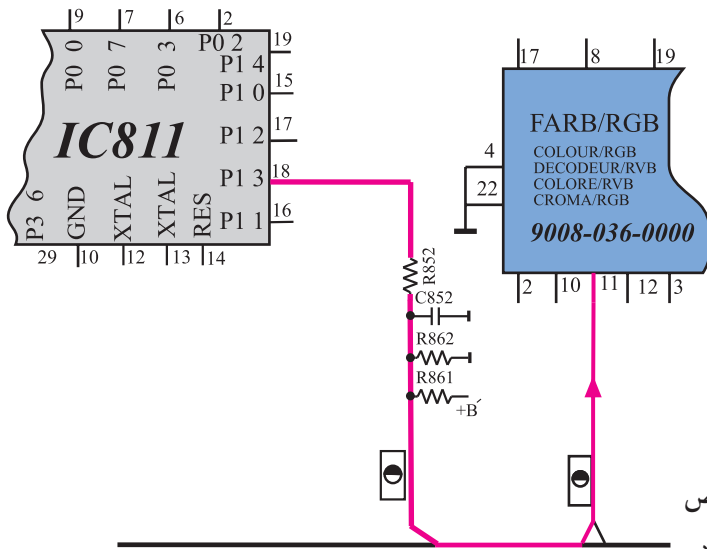 9 7 6 2
P0 0
P0 7
P0 3
P0 2
19
P1 4
15
P1 0
17
P1 2
IC811
18
P1 3
16
P1 1
P3 6
GND
XTAL
XTAL
RES
29 10 12 13 14
R852
C852
R862
R861
+B´
17 8 19
FARB/RGB
4
COLOUR/RGB
DECODEUR/RVB
COLORE/RVB
22
CROMA/RGB
9008-036-0000
2 10 11 12 3